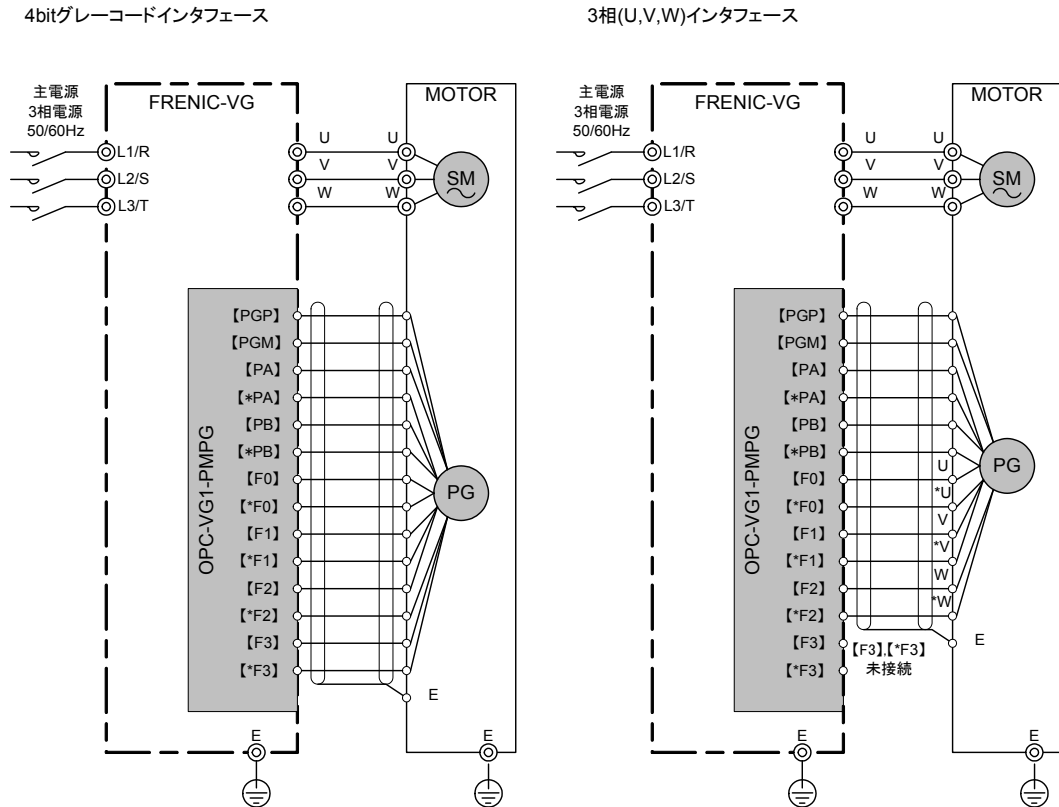 4bitグレーコードインタフェース
主電源
3相電源
50/60Hz
FRENIC-VG
MOTOR
L1/R
L2/S
L3/T
U U
V V
W W
SM
OPC-VG1-PMPG
【PGP】
【PGM】
【PA】
【*PA】
【PB】
【*PB】
【F0】
【*F0】
【F1】
【*F1】
【F2】
【*F2】
【F3】
【*F3】
PG
E
E
E
3相(U,V,W)インタフェース
主電源
3相電源
50/60Hz
FRENIC-VG
MOTOR
L1/R
L2/S
L3/T
U U
V V
W W
SM
OPC-VG1-PMPG
【PGP】
【PGM】
【PA】
【*PA】
【PB】
【*PB】
【F0】 U
【*F0】 *U
【F1】 V
【*F1】 *V
【F2】 W
【*F2】 *W
【F3】
【*F3】
PG
E
【F3】,【*F3】
未接続
E
E